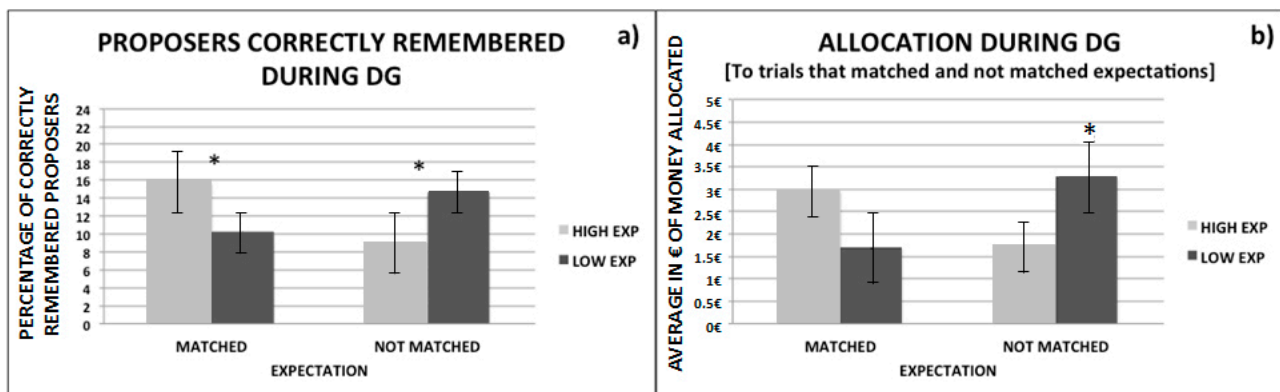 PROPOSERS CORRECTLY REMEMBERED
DURING DG
a)
PERCENTAGE OF CORRECTLY
REMEMBERED PROPOSERS
24
22
20
18
16
14
12
10
8
6
4
2
0
*
*
MATCHED
NOT MATCHED
EXPECTATION
HIGH EXP
LOW EXP
ALLOCATION DURING DG
[To trials that matched and not matched expectations]
b)
AVERAGE IN € OF MONEY ALLOCATED
5€
4.5€
4€
3.5€
3€
2.5€
2€
1.5€
1€
0.5€
0€
*
MATCHED
NOT MATCHED
EXPECTATION
HIGH EXP
LOW EXP